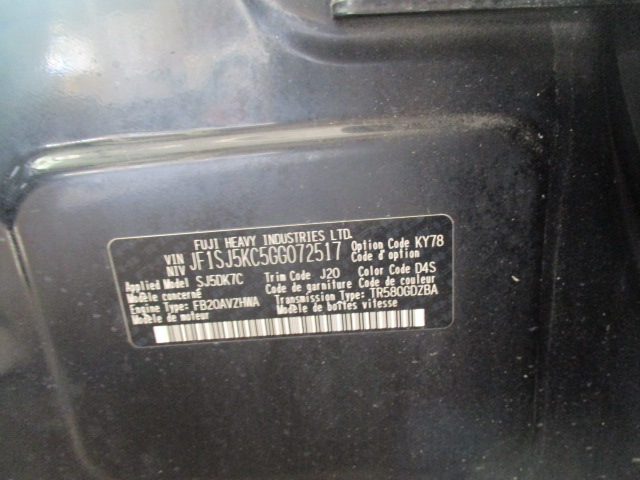 FUJI HEAVY INDUSTRIES LTD.
VIN NIV JF1SJ5KC5GG072517 Option Code KY78
Code d'option
Applied Model SJ5DK7C Trim Code J20 Color Code D4S
Modele concerné Code de garniture Code de couleur
Engine Type: FB20AVZHWA Transmission Type: TR580GDZBA
Modèle de moteur Modèle de boîtes vitesse